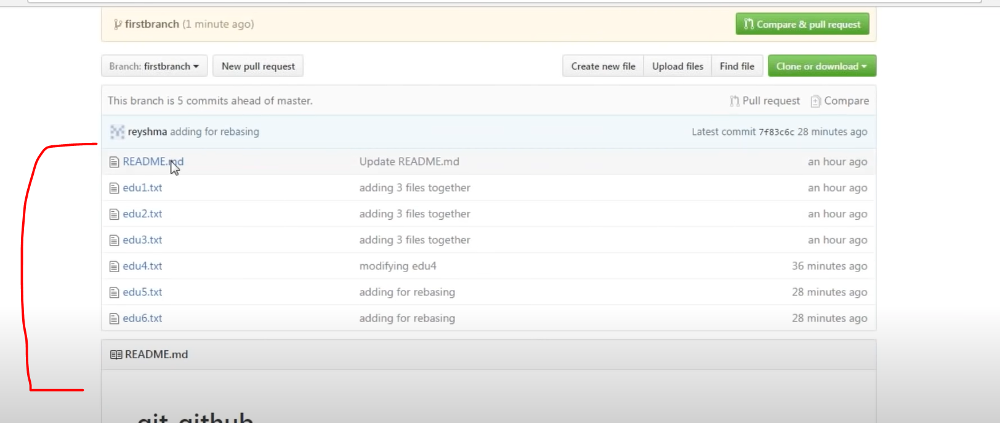 firstbranch (1 minute ago) Compare & pull request
Branch: firstbranch New pull request Create new file Upload files Find file Clone or download
This branch is 5 commits ahead of master. Pull request Compare
reyshma adding for rebasing Latest commit 7f83c6c 28 minutes ago
README.md Update README.md an hour ago
edu1.txt adding 3 files together an hour ago
edu2.txt adding 3 files together an hour ago
edu3.txt adding 3 files together an hour ago
edu4.txt modifying edu4 36 minutes ago
edu5.txt adding for rebasing 28 minutes ago
edu6.txt adding for rebasing 28 minutes ago
README.md
git-github